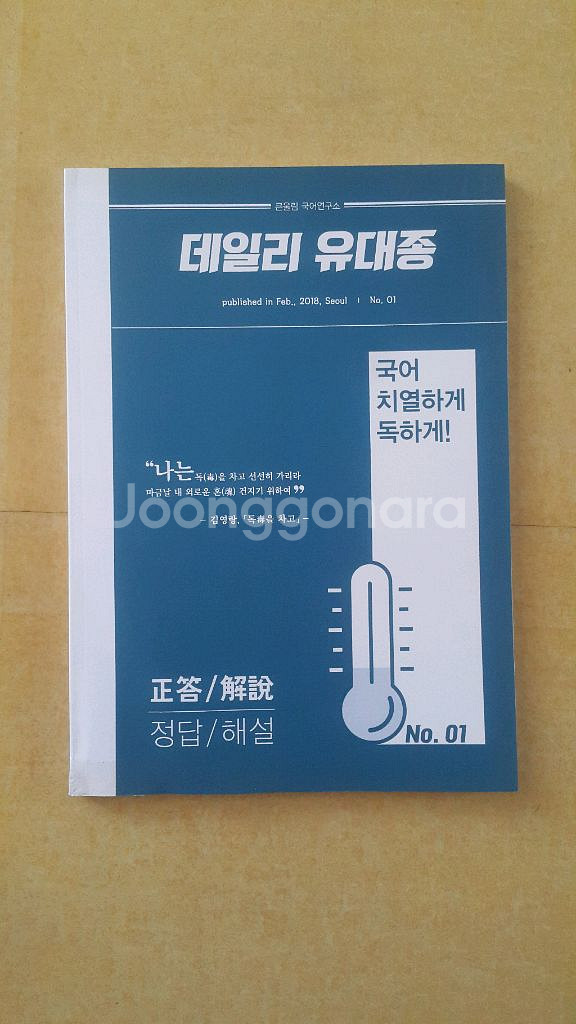 큰울림 국어연구소
데일리 유대종
published in Feb., 2018, Seoul ı No. 01
국어
치열하게
독하게!
“나는 독(毒)을 차고 선선히 가리라
마금날 내 외로운 혼(魂) 건지기 위하여”
- 김영랑, 「독毒을 차고」 -
Joonggonara
正答/解說
정답/해설
No. 01